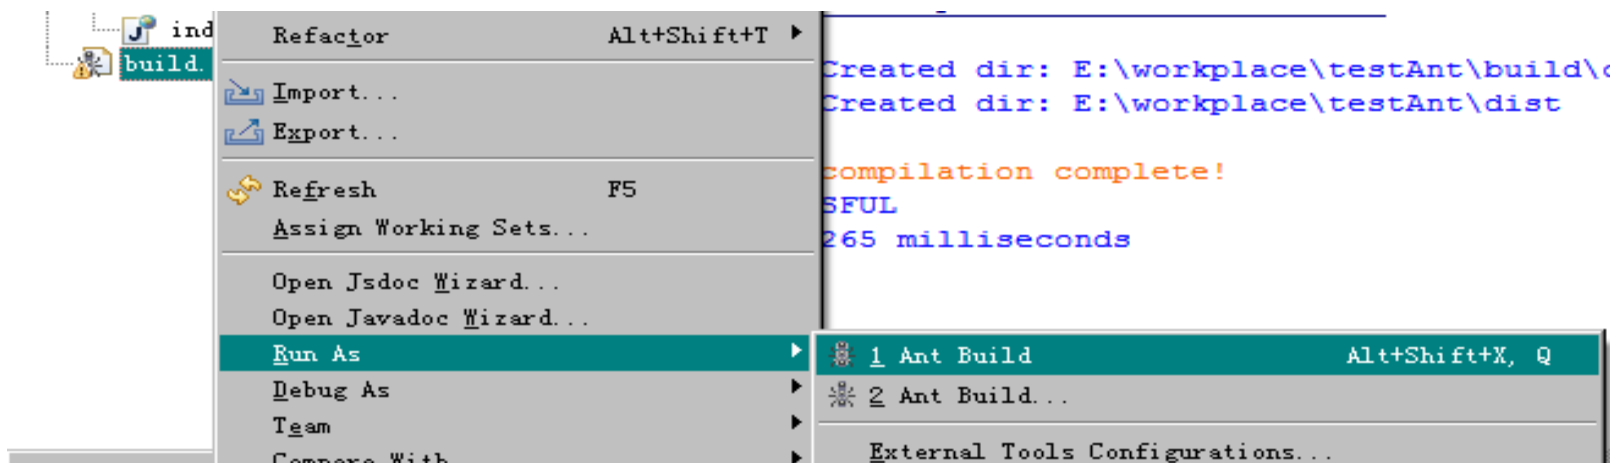 ind
build.
Refactor Alt+Shift+T
Import...
Export...
Refresh F5
Assign Working Sets...
Open Jsdoc Wizard...
Open Javadoc Wizard...
Run As
Debug As
Team
Compare With
Created dir: E:\workplace\testAnt\build\
Created dir: E:\workplace\testAnt\dist
compilation complete!
SFUL
265 milliseconds
1 Ant Build Alt+Shift+X, Q
2 Ant Build...
External Tools Configurations...